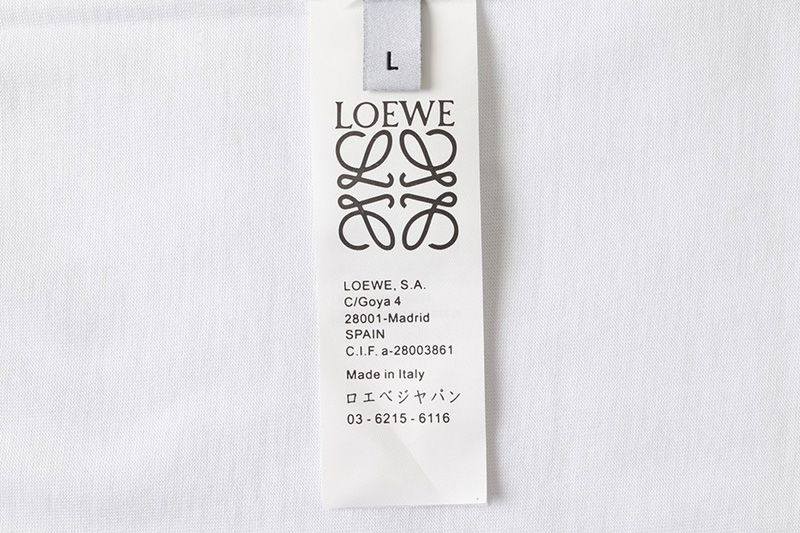 L
LOEWE
LOEWE, S.A.
C/Goya 4
28001-Madrid
SPAIN
C.I.F. a-28003861
Made in Italy
ロエベジヤパン
03 - 6215 - 6116